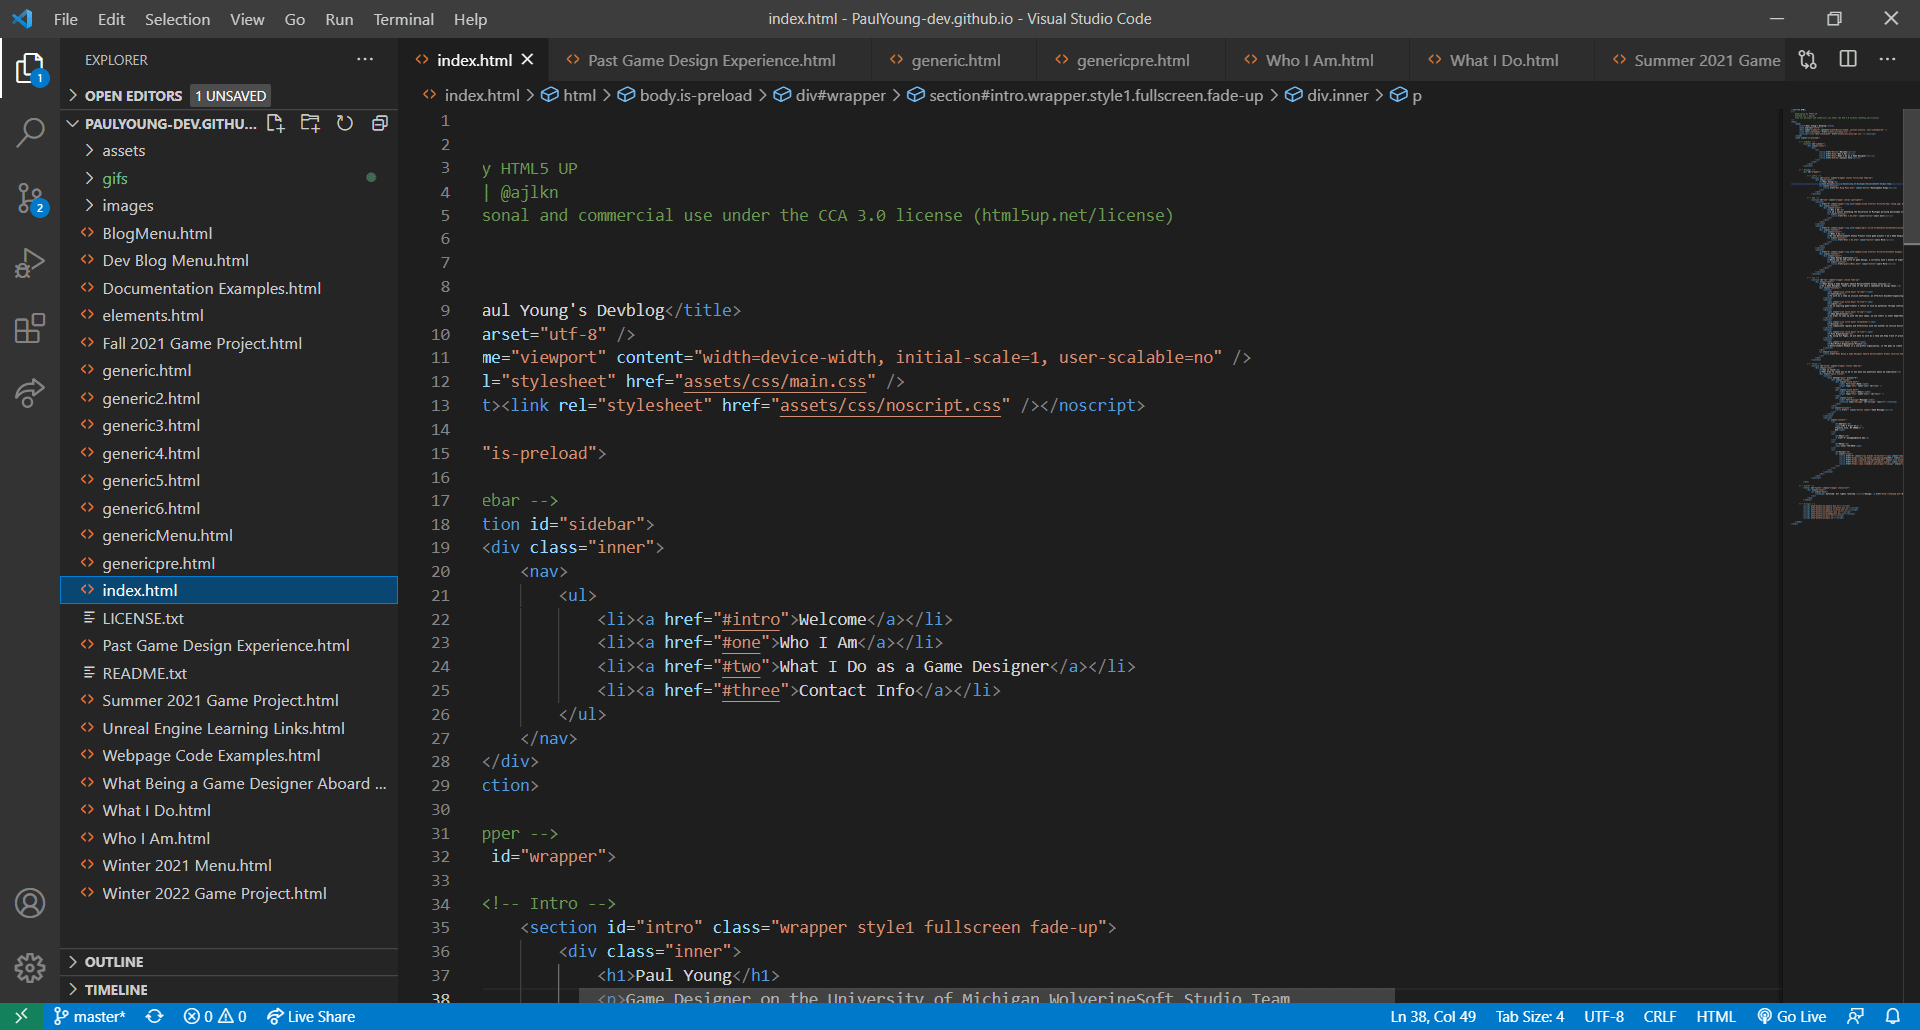 File Edit Selection View Go Run Terminal Help
index.html - PaulYoung-dev.github.io - Visual Studio Code
EXPLORER
index.html Past Game Design Experience.html generic.html genericpre.html Who I Am.html What I Do.html Summer 2021 Game
OPEN EDITORS 1 UNSAVED
index.html > html > body.is-preload > div#wrapper > section#intro.wrapper.style1.fullscreen.fade-up > div.inner > p
PAULYOUNG-DEV.GITHU...
assets
gifs
images
BlogMenu.html
Dev Blog Menu.html
Documentation Examples.html
elements.html
Fall 2021 Game Project.html
generic.html
generic2.html
generic3.html
generic4.html
generic5.html
generic6.html
genericMenu.html
genericpre.html
index.html
LICENSE.txt
Past Game Design Experience.html
README.txt
Summer 2021 Game Project.html
Unreal Engine Learning Links.html
Webpage Code Examples.html
What Being a Game Designer Aboard ...
What I Do.html
Who I Am.html
Winter 2021 Menu.html
Winter 2022 Game Project.html
OUTLINE
TIMELINE
1
2
1
2
3 y HTML5 UP
4 | @ajlkn
5 sonal and commercial use under the CCA 3.0 license (html5up.net/license)
6
7
8
9 aul Young's Devblog</title>
10 arset="utf-8" />
11 me="viewport" content="width=device-width, initial-scale=1, user-scalable=no" />
12 l="stylesheet" href="assets/css/main.css" />
13 t><link rel="stylesheet" href="assets/css/noscript.css" /></noscript>
14
15 "is-preload">
16
17 ebar -->
18 tion id="sidebar">
19 <div class="inner">
20 <nav>
21 <ul>
22 <li><a href="#intro">Welcome</a></li>
23 <li><a href="#one">Who I Am</a></li>
24 <li><a href="#two">What I Do as a Game Designer</a></li>
25 <li><a href="#three">Contact Info</a></li>
26 </ul>
27 </nav>
28 </div>
29 ction>
30
31 pper -->
32 id="wrapper">
33
34 <!-- Intro -->
35 <section id="intro" class="wrapper style1 fullscreen fade-up">
36 <div class="inner">
37 <h1>Paul Young</h1>
38 <p>Game Designer on the University of Michigan WolverineSoft Studio Team
master* 0 0 Live Share
Ln 38, Col 49 Tab Size: 4 UTF-8 CRLF HTML Go Live